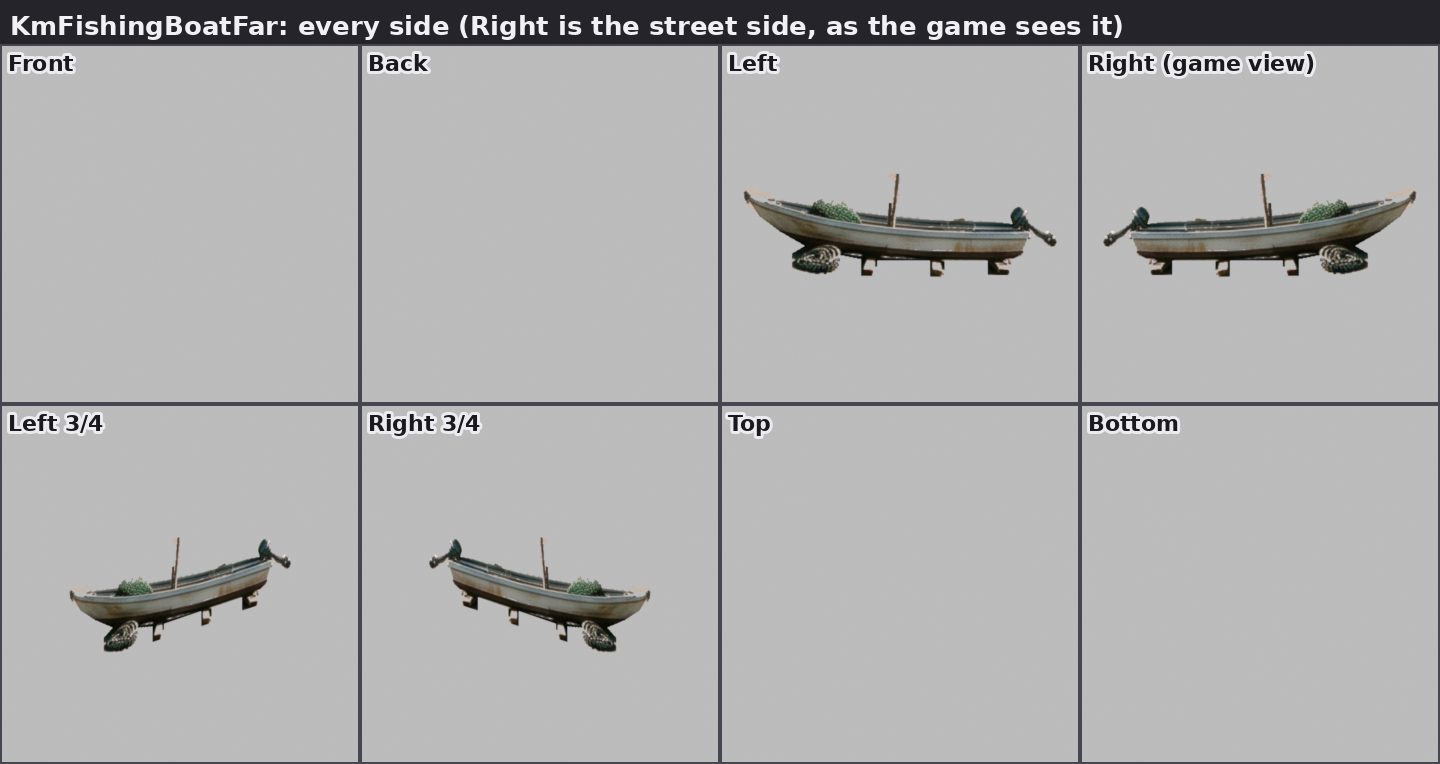 KmFishingBoatFar: every side (Right is the street side, as the game sees it)
Front
Back
Left
Right (game view)
Left 3/4
Right 3/4
Top
Bottom